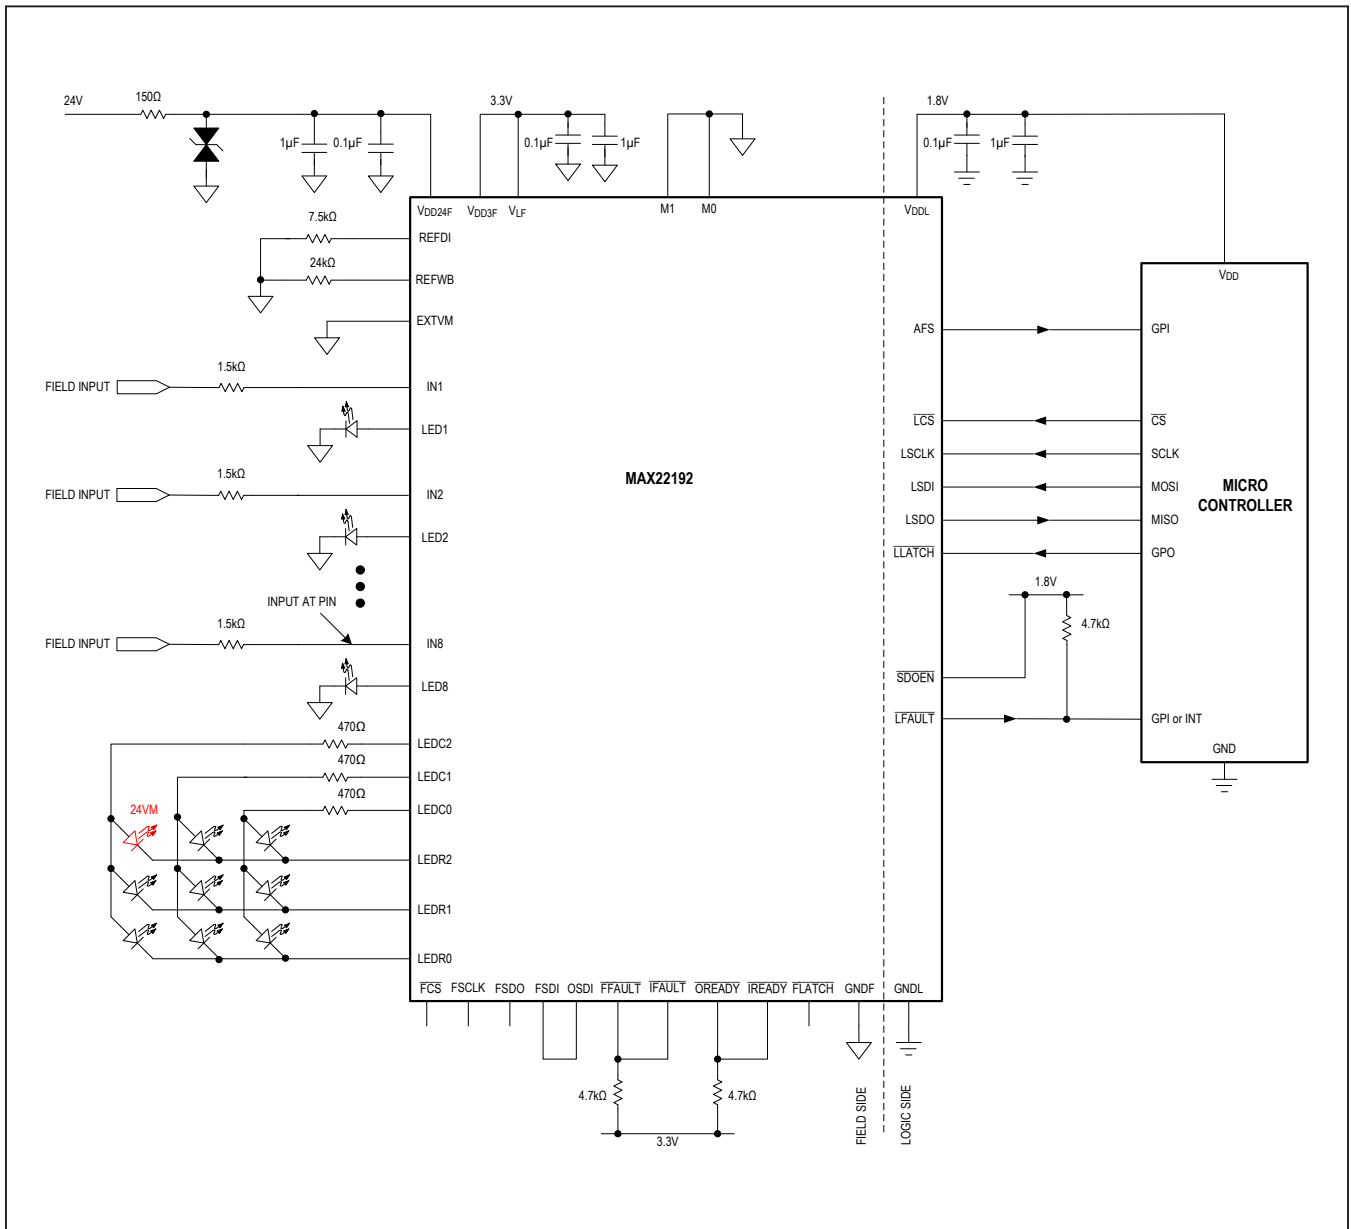 24V
150Ω
3.3V
1.8V
1µF
0.1µF
0.1µF
1µF
0.1µF
1µF
VDD24F
VDD3F
VLF
M1
M0
VDDL
7.5kΩ
REFDI
24kΩ
REFWB
EXTVM
VDD
AFS
GPI
FIELD INPUT
1.5kΩ
IN1
LED1
LCS
CS
LSCLK
SCLK
MAX22192
MICRO
CONTROLLER
FIELD INPUT
1.5kΩ
IN2
LSDI
MOSI
LSDO
MISO
LED2
LLATCH
GPO
1.8V
INPUT AT PIN
4.7kΩ
FIELD INPUT
1.5kΩ
IN8
LED8
SDOEN
LFAULT
GPI or INT
GND
470Ω
LEDC2
470Ω
LEDC1
470Ω
LEDC0
24VM
LEDR2
LEDR1
LEDR0
FCS
FSCLK
FSDO
FSDI
OSDI
FFAULT
IFAULT
OREADY
IREADY
FLATCH
GNDF
GNDL
4.7kΩ
4.7kΩ
3.3V
FIELD SIDE
LOGIC SIDE